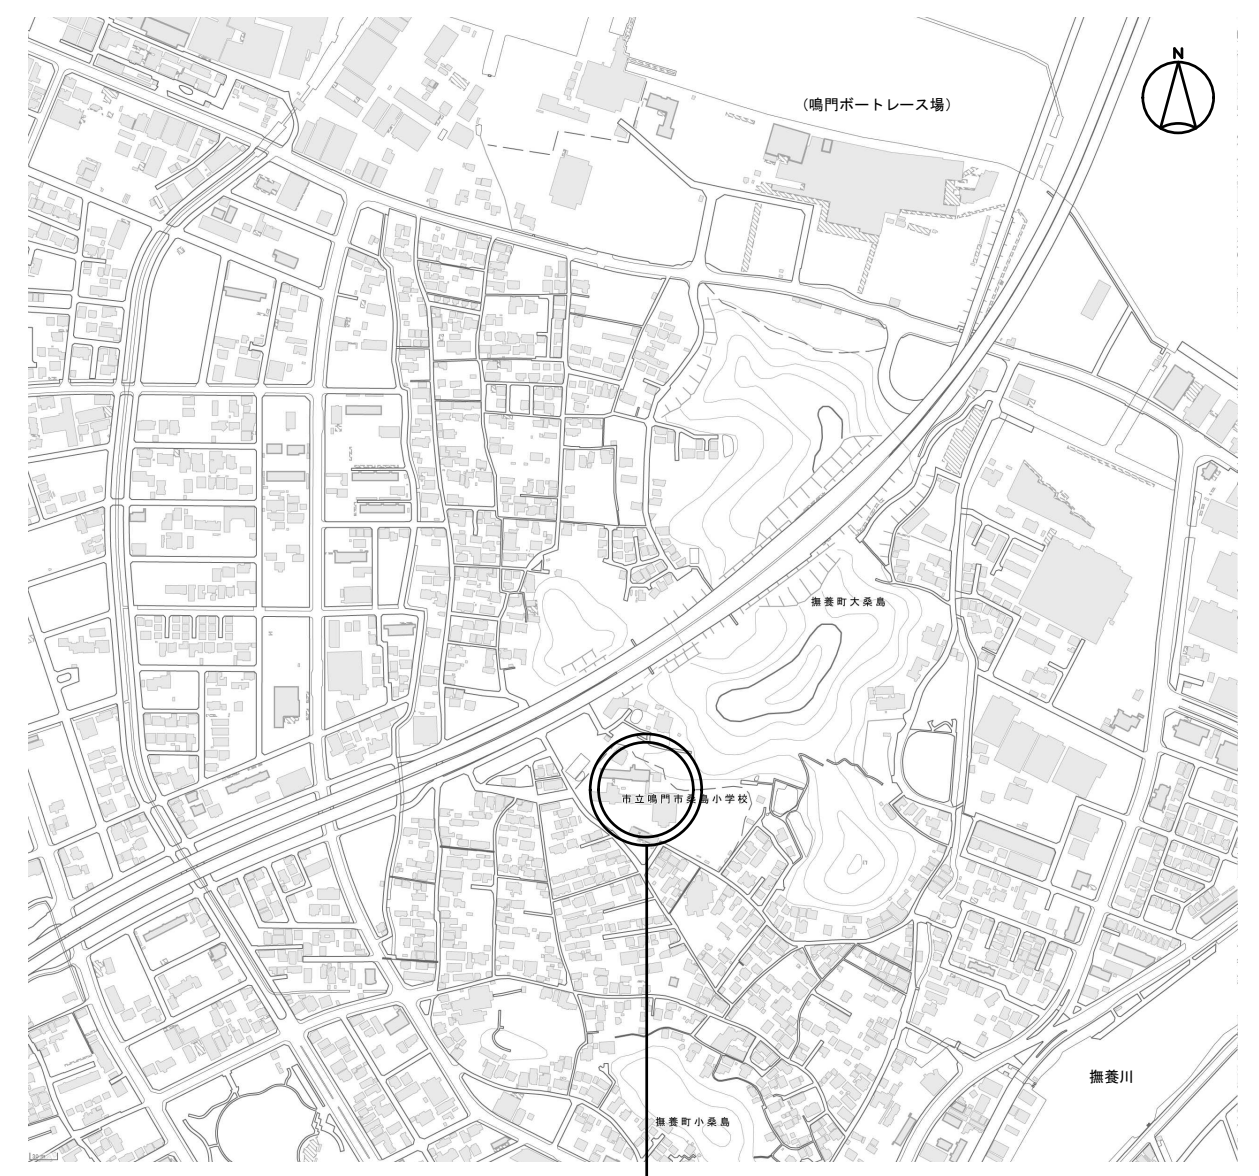 N
（鳴門ボートレース場）
撫養町大桑島
市立鳴門市桑島小学校
撫養川
撫養町小桑島